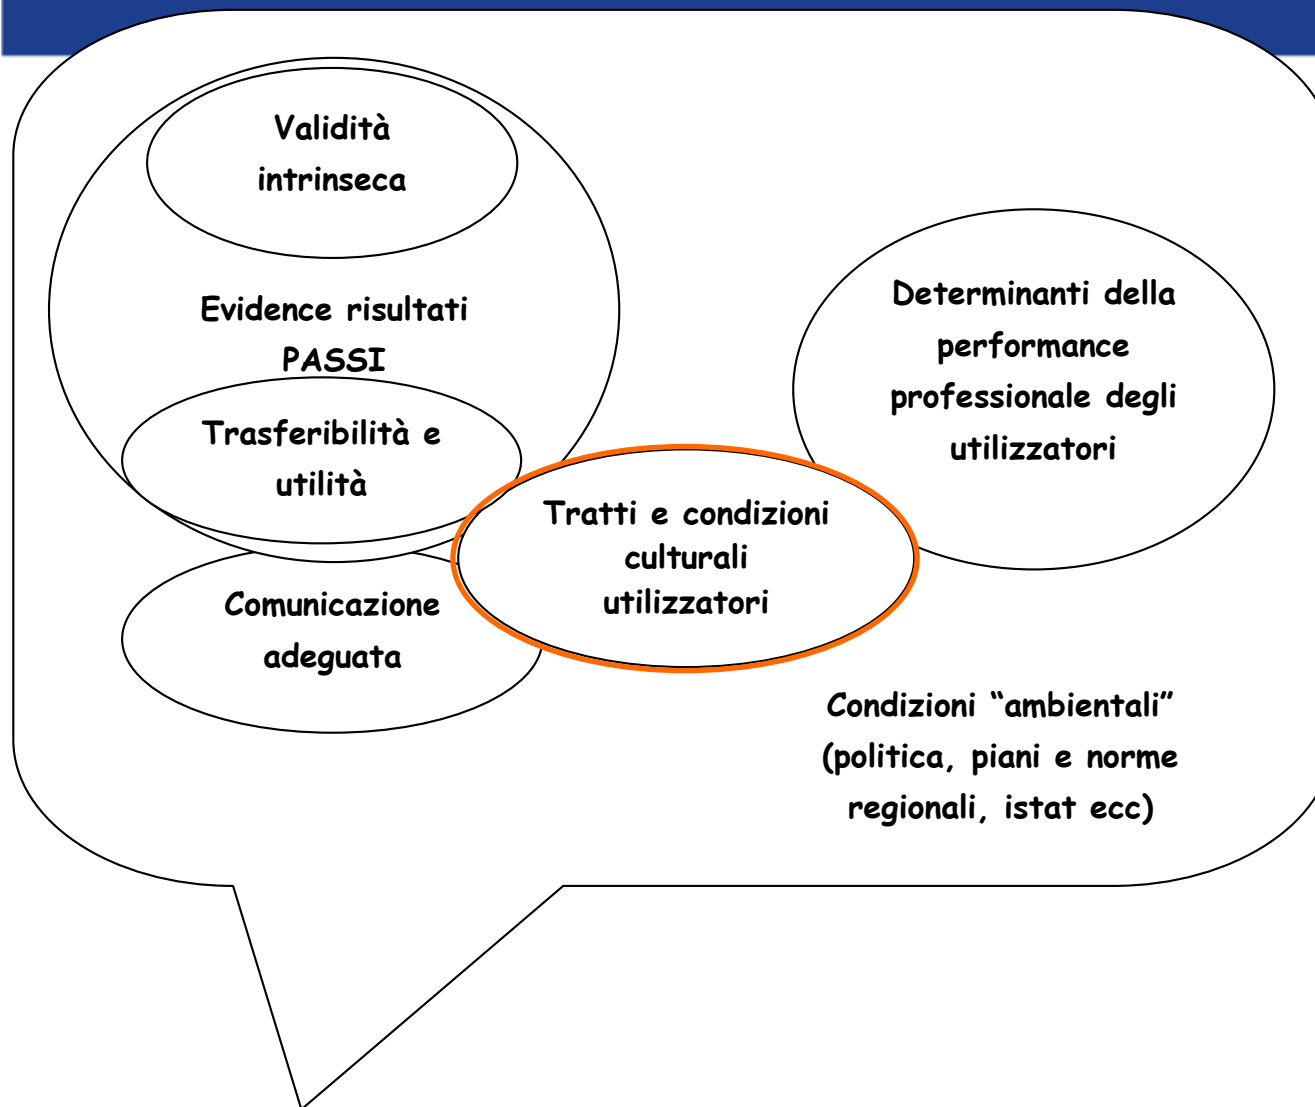 Validità
intrinseca
Evidence risultati
PASSI
Trasferibilità e
utilità
Comunicazione
adeguata
Tratti e condizioni
culturali
utilizzatori
Determinanti della
performance
professionale degli
utilizzatori
Condizioni “ambientali”
(politica, piani e norme
regionali, istat ecc)